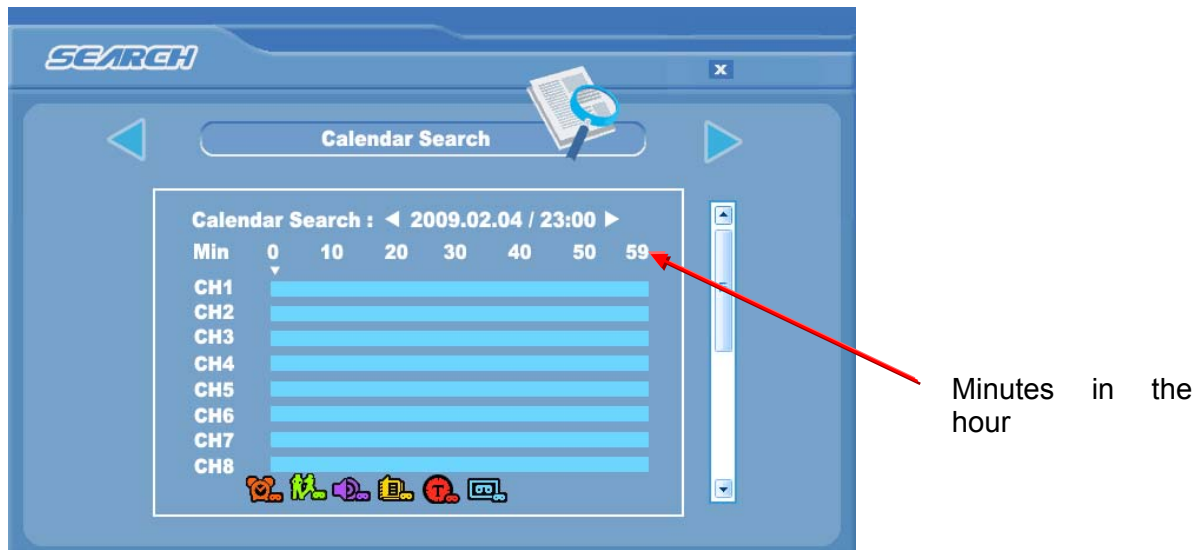 SEARCH
x
Calendar Search
Calendar Search : ◀ 2009.02.04 / 23:00 ▶
Min 0 10 20 30 40 50 59
CH1
CH2
CH3
CH4
CH5
CH6
CH7
CH8
T
Minutes in the
hour